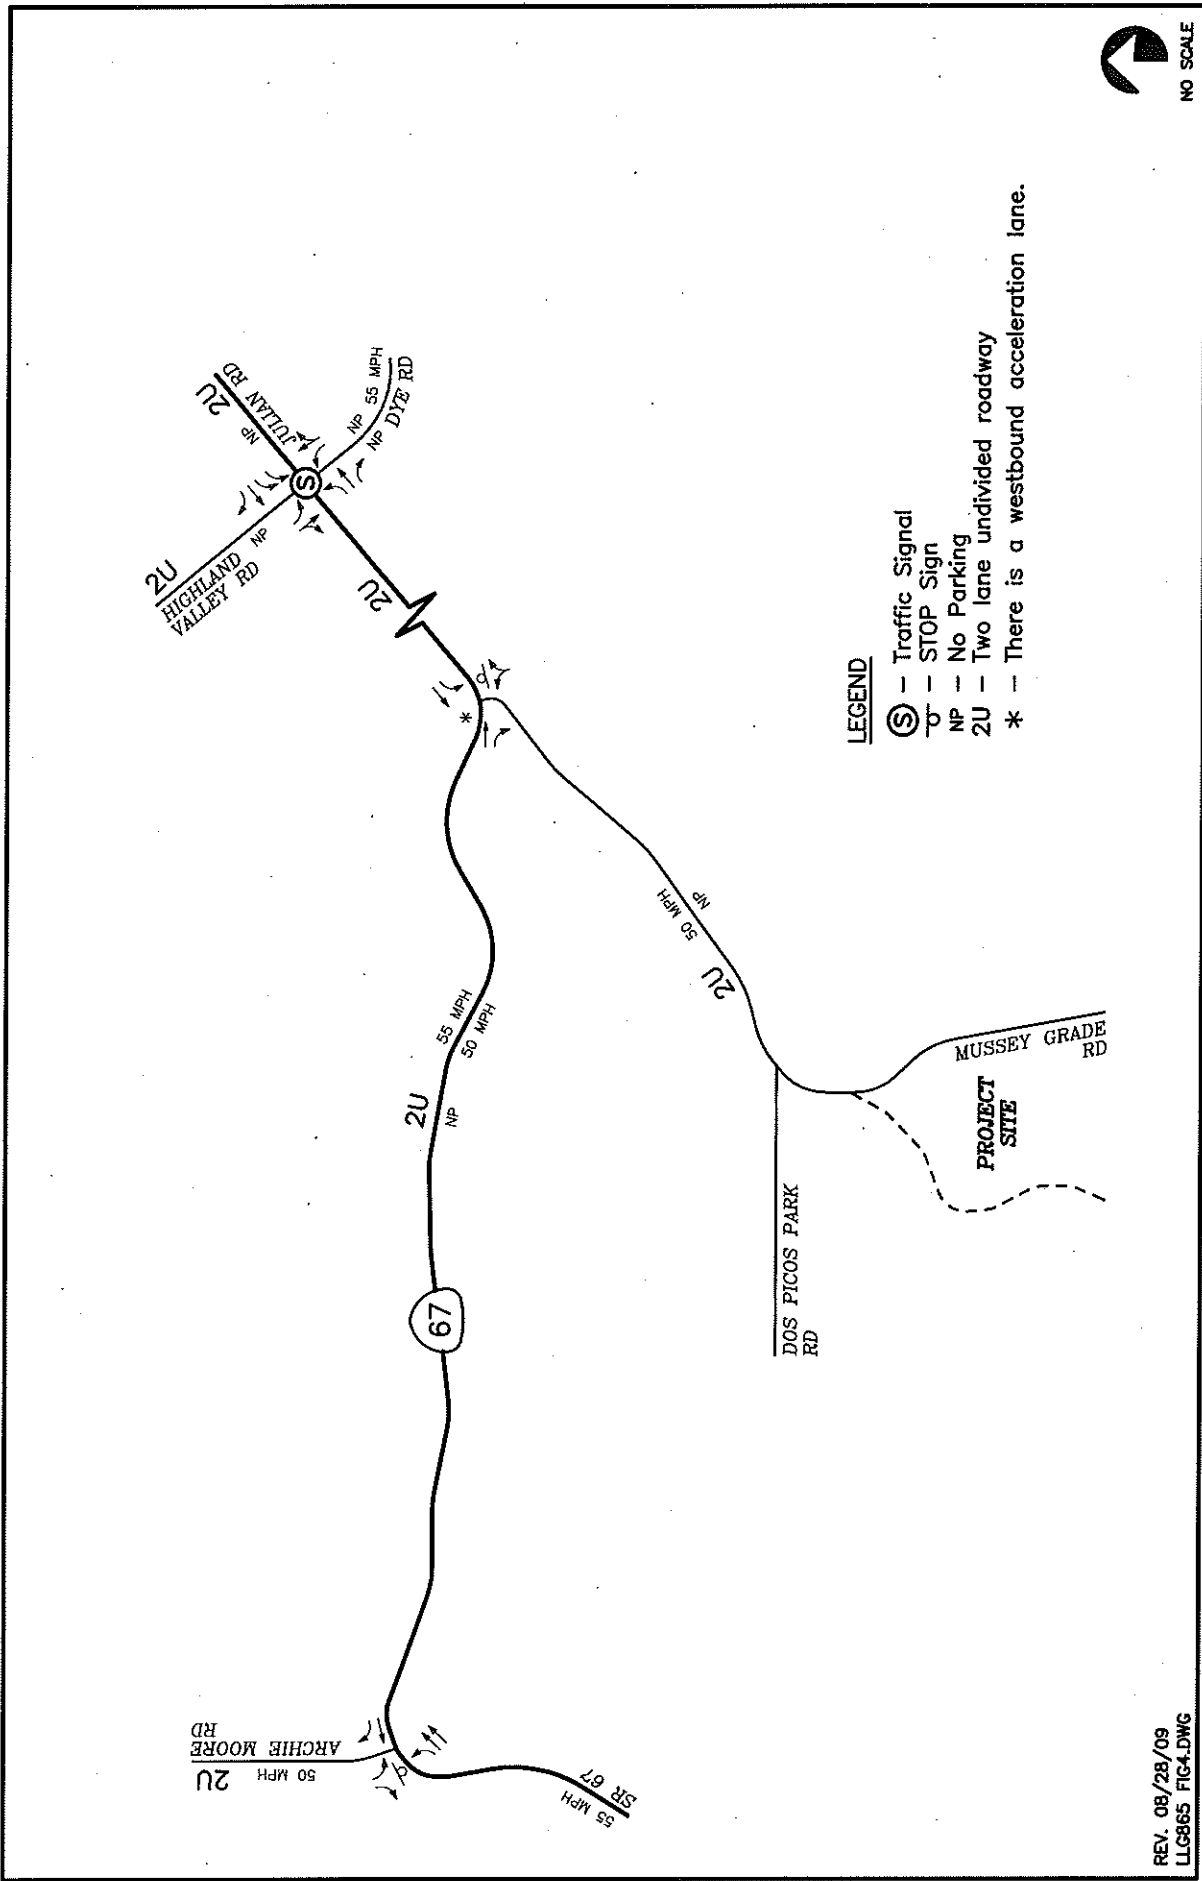 NO SCALE
2U
JULIAN RD
NP
NP 55 MPH
NP DYE RD
S
2U
HIGHLAND
VALLEY RD
NP
2U
*
50 MPH
NP
2U
55 MPH
50 MPH
2U
NP
67
MUSSEY GRADE
RD
PROJECT
SITE
DOS PICOS PARK
RD
ARCHIE MOORE
RD
2U
50 MPH
SR 67
55 MPH
LEGEND
S – Traffic Signal
– STOP Sign
NP – No Parking
2U – Two lane undivided roadway
* – There is a westbound acceleration lane.
REV. 08/28/09
LLG865 FIG4.DWG